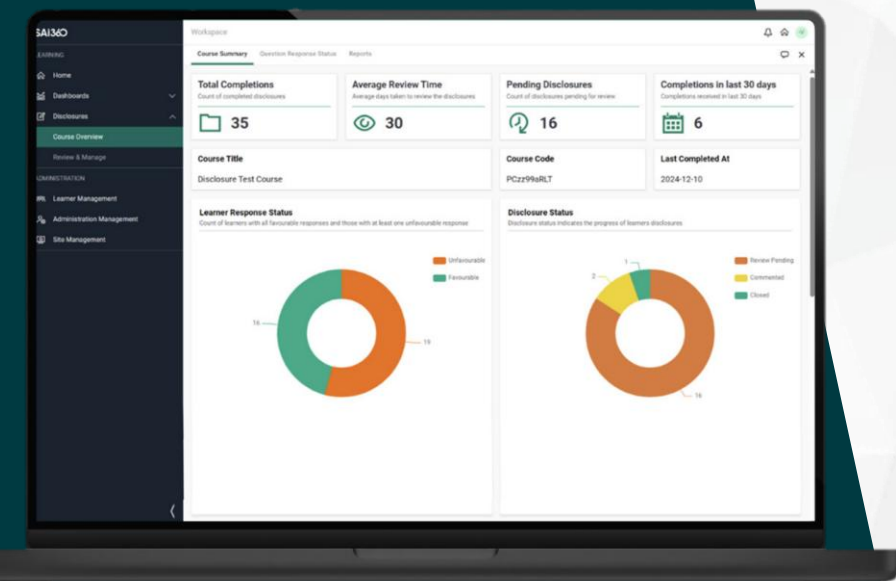 SAI360
LEARNING
Home
Dashboards
Disclosures
Course Overview
Review & Manage
ADMINISTRATION
Learner Management
Administration Management
Site Management
Workspace
Course Summary
Question Response Status
Reports
Total Completions
Count of completed disclosures
35
Average Review Time
Average days taken to review the disclosures
30
Pending Disclosures
Count of disclosures pending for review
16
Completions in last 30 days
Completions received in last 30 days
6
Course Title
Disclosure Test Course
Course Code
PCzz99aRLT
Last Completed At
2024-12-10
Learner Response Status
Count of learners with all favourable responses and those with at least one unfavourable response
Unfavourable
Favourable
16
19
Disclosure Status
Disclosure status indicates the progress of learners disclosures
Review Pending
Commented
Closed
1
2
16